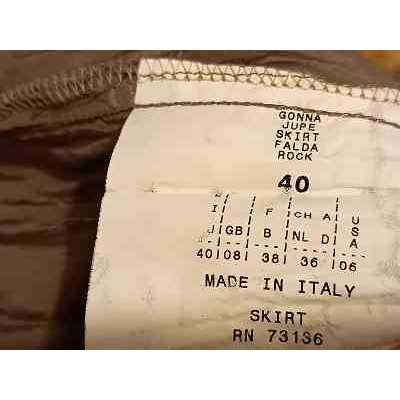 GONNA
JUPE
SKIRT
FALDA
ROCK
40
I F CH A U
S
J GB B NL D A
40 08 38 36 06
MADE IN ITALY
SKIRT
RN 73136